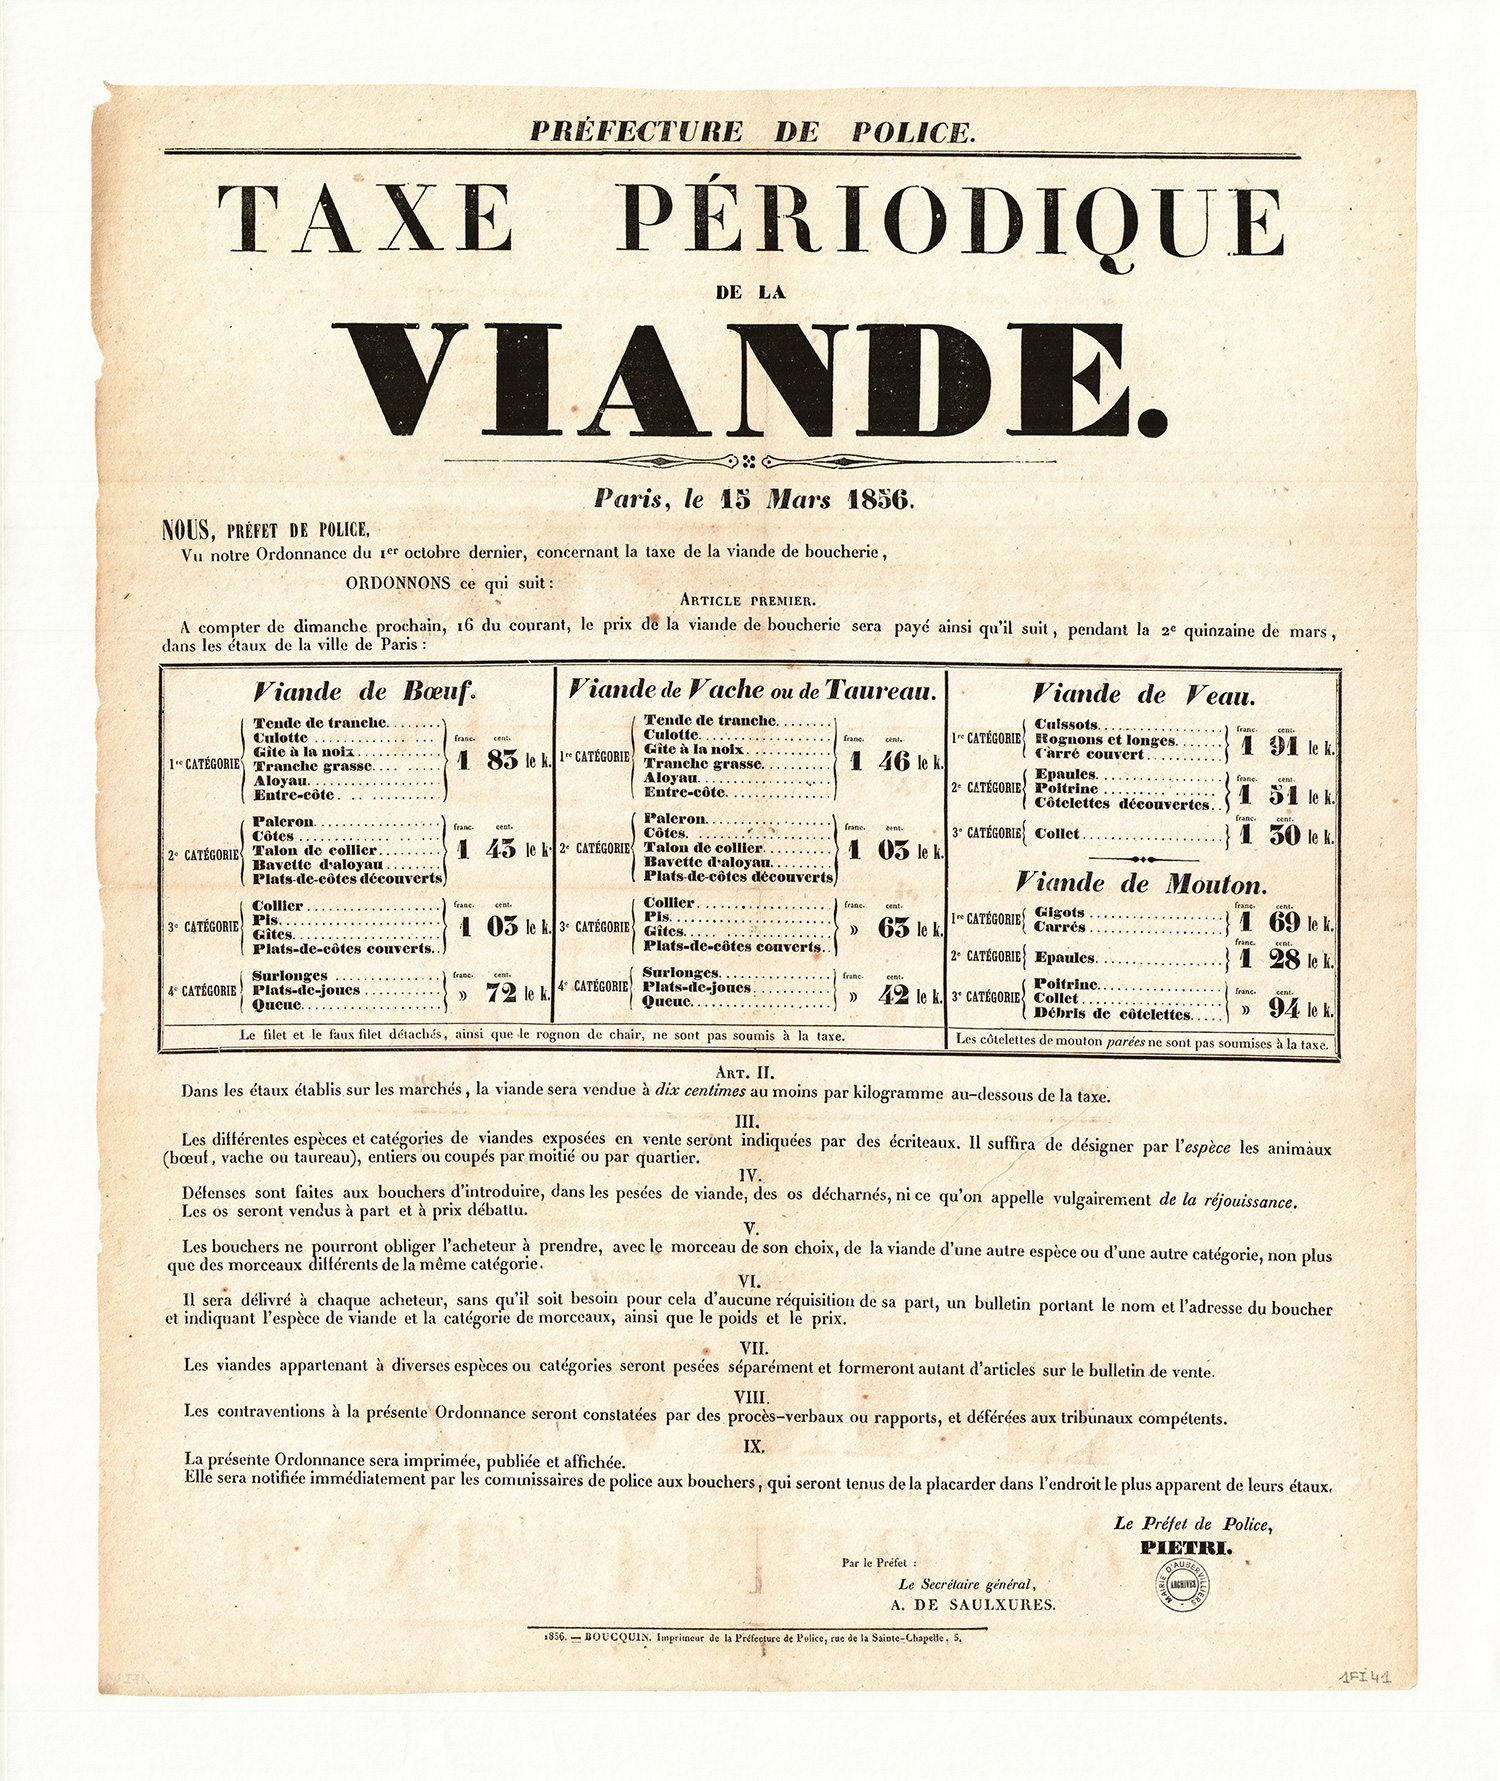 PRÉFECTURE DE POLICE.
TAXE PÉRIODIQUE
DE LA
VIANDE.
Paris, le 15 Mars 1856.
NOUS, PRÉFET DE POLICE,
Vu notre Ordonnance du 1er octobre dernier, concernant la taxe de la viande de boucherie,
ORDONNONS ce qui suit:
ARTICLE PREMIER.
A compter de dimanche prochain, 16 du courant, le prix de la viande de boucherie sera payé ainsi qu'il suit, pendant la 2e quinzaine de mars,
dans les étaux de la ville de Paris:
Viande de Bœuf.
1re CATÉGORIE
Tende de tranche
Culotte
Gîte à la noix
Tranche grasse
Aloyau
Entre-côte
franc. cent.
1 83 le k.
2e CATÉGORIE
Paleron
Côtes
Talon de collier
Bavette d'aloyau
Plats-de-côtes découverts
franc. cent.
1 43 le k.
3e CATÉGORIE
Collier
Pis
Gîtes
Plats-de-côtes couverts
franc. cent.
1 03 le k.
4e CATÉGORIE
Surlonges
Plats-de-joues
Queue
franc. cent.
» 72 le k.
Viande de Vache ou de Taureau.
1re CATÉGORIE
Tende de tranche
Culotte
Gîte à la noix
Tranche grasse
Aloyau
Entre-côte
franc. cent.
1 46 le k.
2e CATÉGORIE
Paleron
Côtes
Talon de collier
Bavette d'aloyau
Plats-de-côtes découverts
franc. cent.
1 03 le k.
3e CATÉGORIE
Collier
Pis
Gîtes
Plats-de-côtes couverts
franc. cent.
» 63 le k.
4e CATÉGORIE
Surlonges
Plats-de-joues
Queue
franc. cent.
» 42 le k.
Le filet et le faux filet détachés, ainsi que le rognon de chair, ne sont pas soumis à la taxe.
Viande de Veau.
1re CATÉGORIE
Cuissots
Rognons et longes
Carré couvert
franc. cent.
1 91 le k.
2e CATÉGORIE
Epaules
Poitrine
Côtelettes découvertes
franc. cent.
1 51 le k.
3e CATÉGORIE
Collet
franc. cent.
1 30 le k.
Viande de Mouton.
1re CATÉGORIE
Gigots
Carrés
franc. cent.
1 69 le k.
2e CATÉGORIE
Epaules
franc. cent.
1 28 le k.
3e CATÉGORIE
Poitrine
Collet
Débris de côtelettes
franc. cent.
» 94 le k.
Les côtelettes de mouton parées ne sont pas soumises à la taxe.
ART. II.
Dans les étaux établis sur les marchés, la viande sera vendue à dix centimes au moins par kilogramme au-dessous de la taxe.
III.
Les différentes espèces et catégories de viandes exposées en vente seront indiquées par des écriteaux. Il suffira de désigner par l'espèce les animaux
(bœuf, vache ou taureau), entiers ou coupés par moitié ou par quartier.
IV.
Défenses sont faites aux bouchers d'introduire, dans les pesées de viande, des os décharnés, ni ce qu'on appelle vulgairement de la réjouissance.
Les os seront vendus à part et à prix débattu.
V.
Les bouchers ne pourront obliger l'acheteur à prendre, avec le morceau de son choix, de la viande d'une autre espèce ou d'une autre catégorie, non plus
que des morceaux différents de la même catégorie.
VI.
Il sera délivré à chaque acheteur, sans qu'il soit besoin pour cela d'aucune réquisition de sa part, un bulletin portant le nom et l'adresse du boucher
et indiquant l'espèce de viande et la catégorie de morceaux, ainsi que le poids et le prix.
VII.
Les viandes appartenant à diverses espèces ou catégories seront pesées séparément et formeront autant d'articles sur le bulletin de vente.
VIII.
Les contraventions à la présente Ordonnance seront constatées par des procès-verbaux ou rapports, et déférées aux tribunaux compétents.
IX.
La présente Ordonnance sera imprimée, publiée et affichée.
Elle sera notifiée immédiatement par les commissaires de police aux bouchers, qui seront tenus de la placarder dans l'endroit le plus apparent de leurs étaux.
Le Préfet de Police,
PIETRI.
Par le Préfet :
Le Secrétaire général,
A. DE SAULXURES.
MAIRIE D'AUBERVILLIERS
ARCHIVES
1856. — BOUCQUIN, Imprimeur de la Préfecture de Police, rue de la Sainte-Chapelle, 5.
1FI41